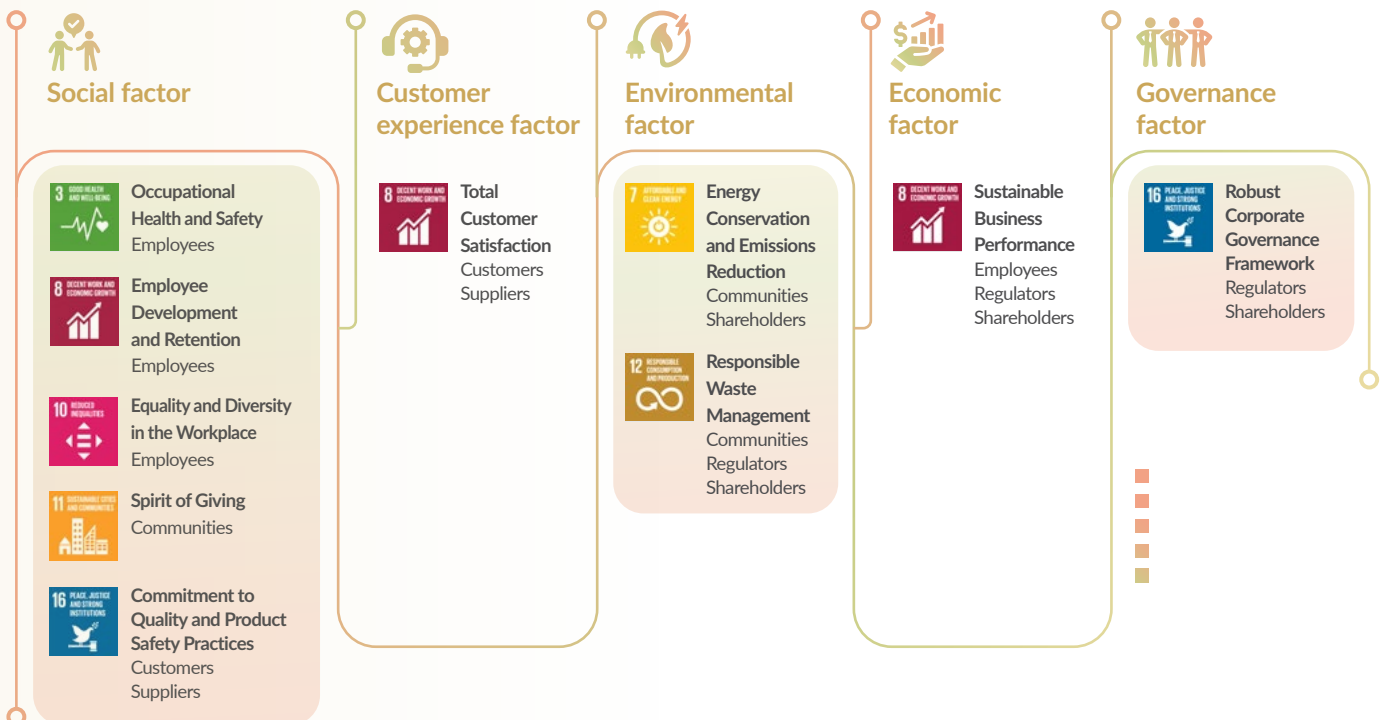 Social factor
3 GOOD HEALTH
AND WELL-BEING
Occupational
Health and Safety
Employees
8 DECENT WORK AND
ECONOMIC GROWTH
Employee
Development
and Retention
Employees
10 REDUCED
INEQUALITIES
Equality and Diversity
in the Workplace
Employees
11 SUSTAINABLE CITIES
AND COMMUNITIES
Spirit of Giving
Communities
16 PEACE, JUSTICE
AND STRONG
INSTITUTIONS
Commitment to
Quality and Product
Safety Practices
Customers
Suppliers
Customer
experience factor
8 DECENT WORK AND
ECONOMIC GROWTH
Total
Customer
Satisfaction
Customers
Suppliers
Environmental
factor
7 AFFORDABLE AND
CLEAN ENERGY
Energy
Conservation
and Emissions
Reduction
Communities
Shareholders
12 RESPONSIBLE
CONSUMPTION
AND PRODUCTION
Responsible
Waste
Management
Communities
Regulators
Shareholders
$
Economic
factor
8 DECENT WORK AND
ECONOMIC GROWTH
Sustainable
Business
Performance
Employees
Regulators
Shareholders
Governance
factor
16 PEACE, JUSTICE
AND STRONG
INSTITUTIONS
Robust
Corporate
Governance
Framework
Regulators
Shareholders